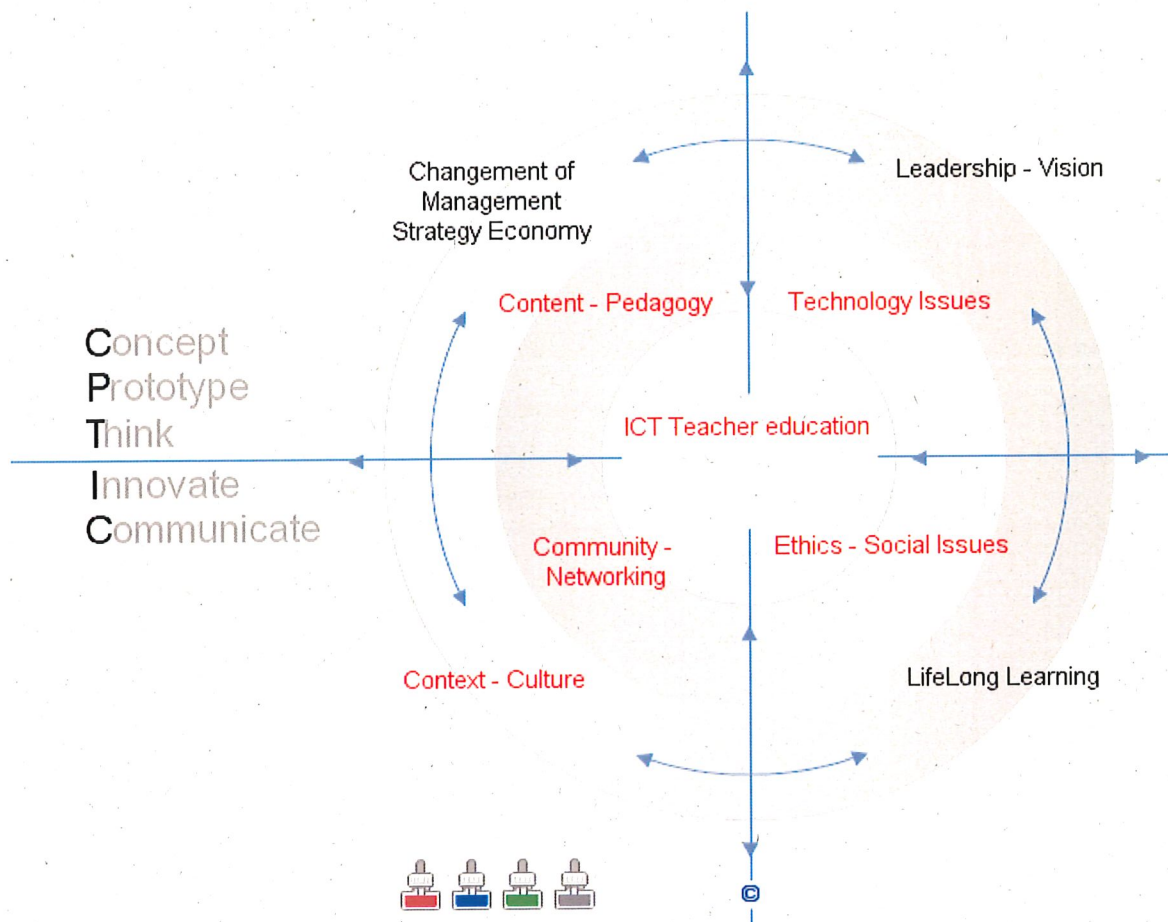 Changement of
Management
Strategy Economy
Leadership - Vision
Content - Pedagogy
Technology Issues
Concept
Prototype
Think
Innovate
Communicate
ICT Teacher education
Community -
Networking
Ethics - Social Issues
Context - Culture
LifeLong Learning
©